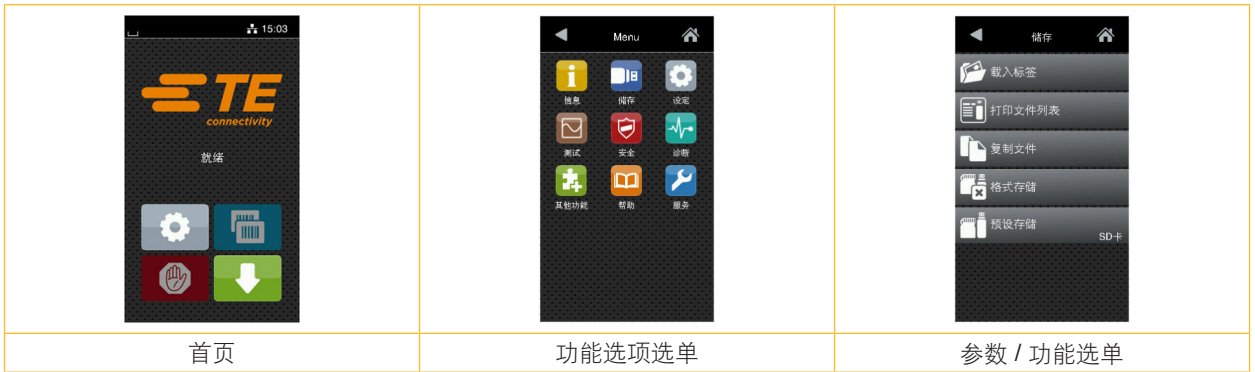 15:03
TE
connectivity
就绪
Menu
信息 储存 设定
测试 安全 诊断
其他功能 帮助 服务
储存
载入标签
打印文件列表
复制文件
格式存储
预设存储
SD卡
首页 功能选项选单 参数 / 功能选单